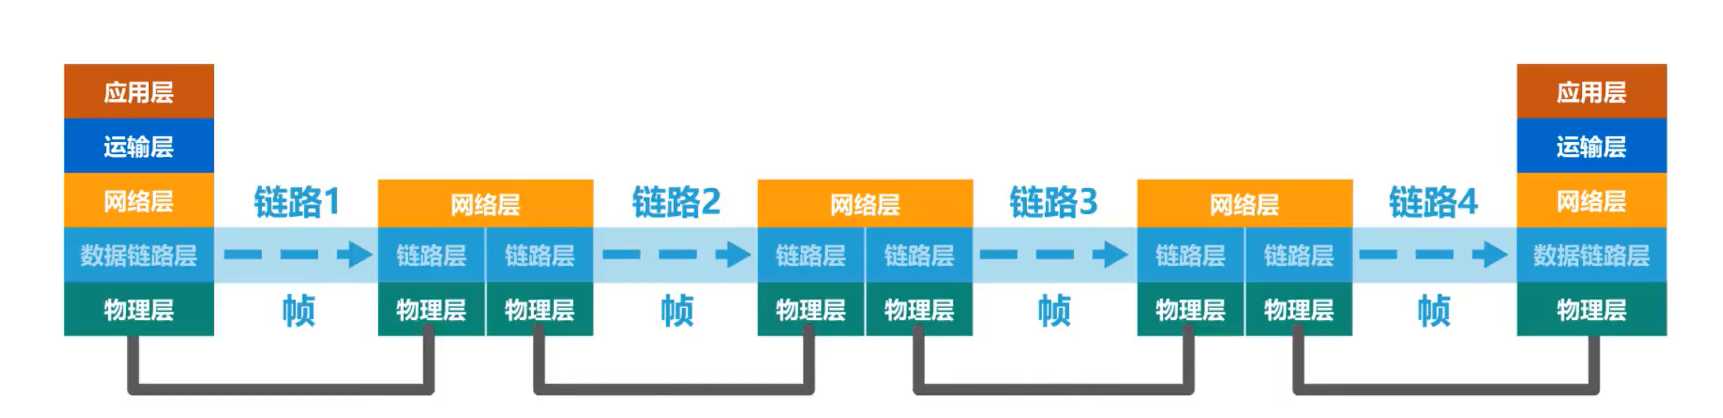 应用层
运输层
网络层
数据链路层
物理层
链路1
帧
网络层
链路层 链路层
物理层 物理层
链路2
帧
网络层
链路层 链路层
物理层 物理层
链路3
帧
网络层
链路层 链路层
物理层 物理层
链路4
帧
应用层
运输层
网络层
数据链路层
物理层